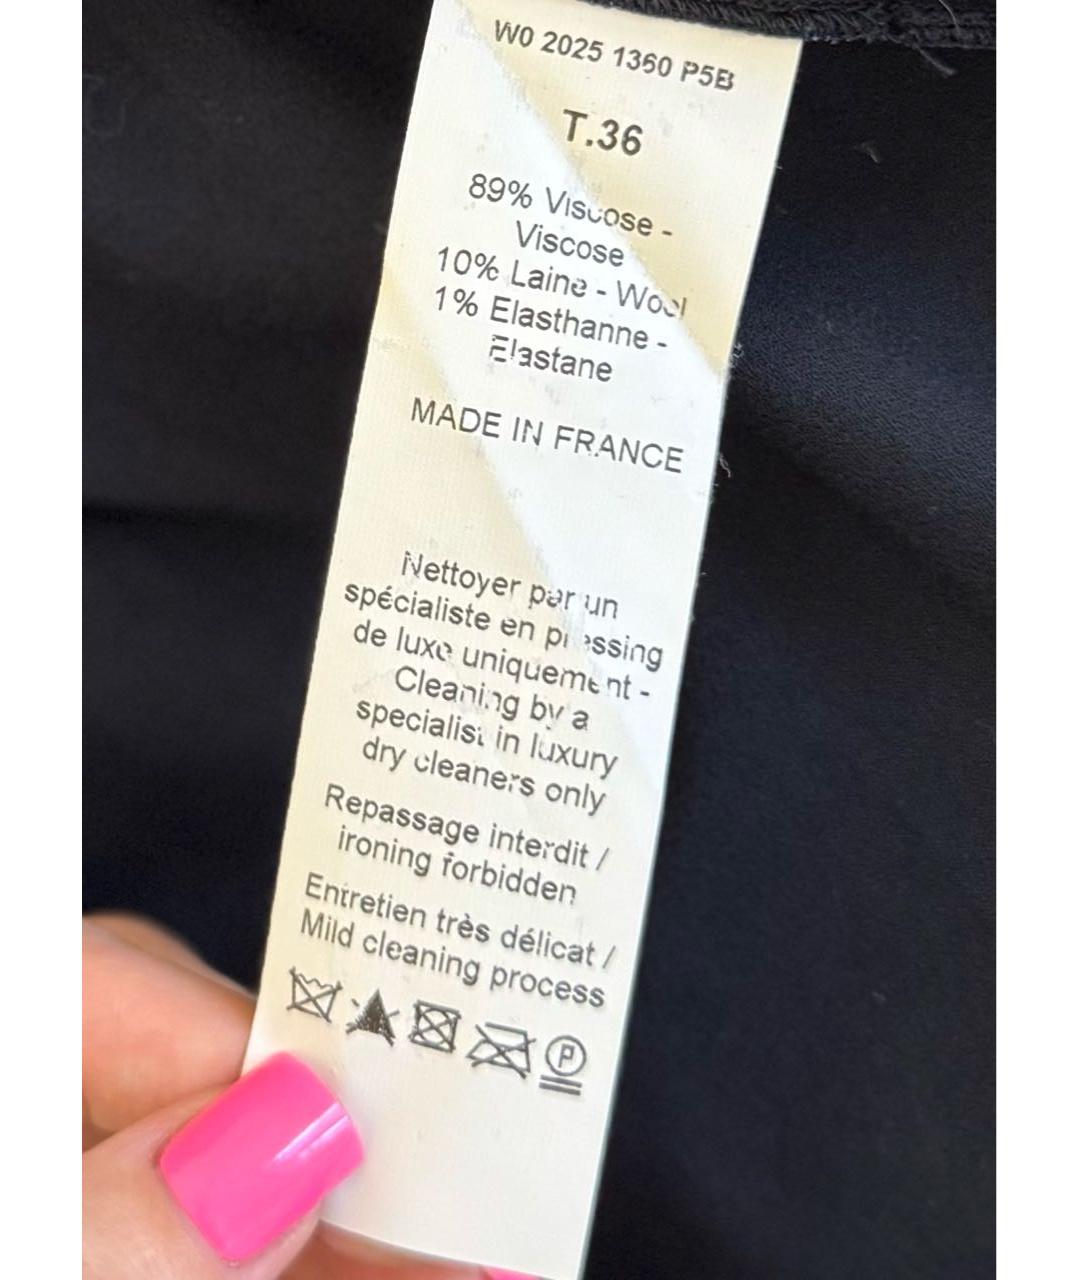 W0 2025 1360 P5B
T.36
89% Viscose -
Viscose
10% Laine - Wool
1% Elasthanne -
Elastane
MADE IN FRANCE
Nettoyer par un
spécialiste en pressing
de luxe uniquement -
Cleaning by a
specialist in luxury
dry cleaners only
Repassage interdit /
ironing forbidden
Entretien très délicat /
Mild cleaning process
P